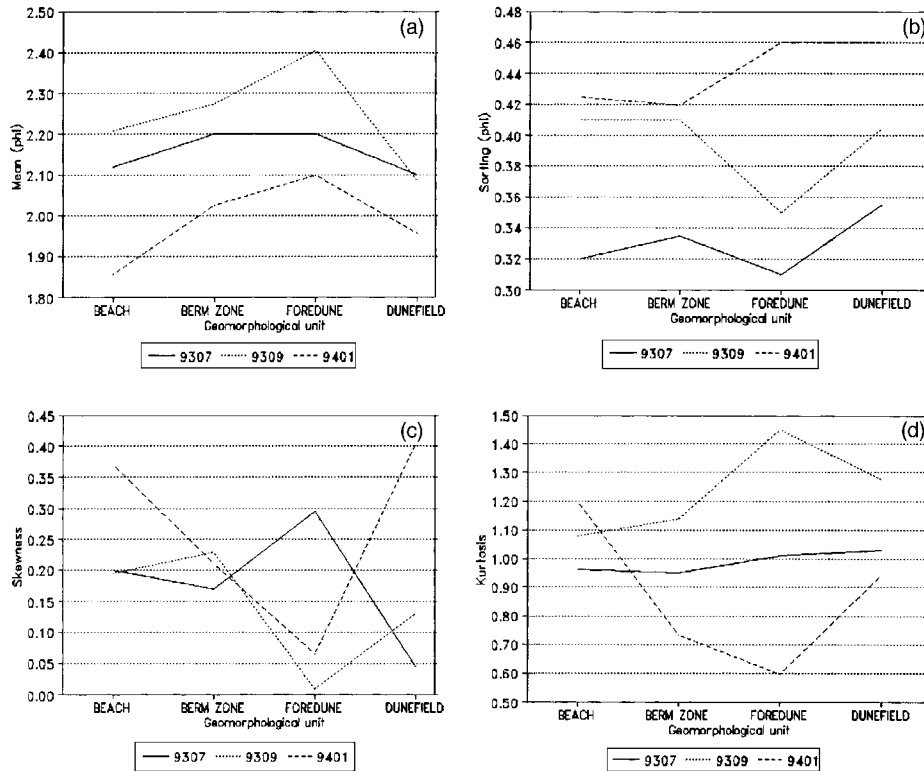 (a)
Mean (phi)
2.50
2.40
2.30
2.20
2.10
2.00
1.90
1.80
BEACH BERM ZONE FOREDUNE DUNEFIELD
Geomorphological unit
9307 9309 9401
(b)
Sorting (phi)
0.48
0.46
0.44
0.42
0.40
0.38
0.36
0.34
0.32
0.30
BEACH BERM ZONE FOREDUNE DUNEFIELD
Geomorphological unit
9307 9309 9401
(c)
Skewness
0.45
0.40
0.35
0.30
0.25
0.20
0.15
0.10
0.05
0.00
BEACH BERM ZONE FOREDUNE DUNEFIELD
Geomorphological unit
9307 9309 9401
(d)
Kurtosis
1.50
1.40
1.30
1.20
1.10
1.00
0.90
0.80
0.70
0.60
0.50
BEACH BERM ZONE FOREDUNE DUNEFIELD
Geomorphological unit
9307 9309 9401